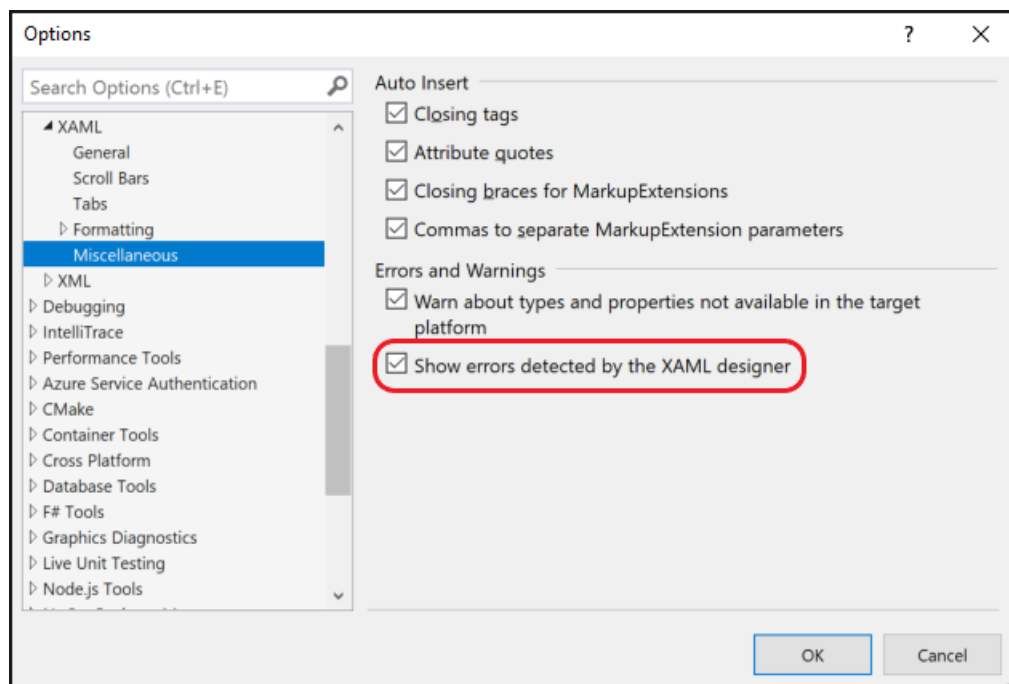 Options
?
Search Options (Ctrl+E)
XAML
General
Scroll Bars
Tabs
Formatting
Miscellaneous
XML
Debugging
IntelliTrace
Performance Tools
Azure Service Authentication
CMake
Container Tools
Cross Platform
Database Tools
F# Tools
Graphics Diagnostics
Live Unit Testing
Node.js Tools
Auto Insert
Closing tags
Attribute quotes
Closing braces for MarkupExtensions
Commas to separate MarkupExtension parameters
Errors and Warnings
Warn about types and properties not available in the target
platform
Show errors detected by the XAML designer
OK
Cancel